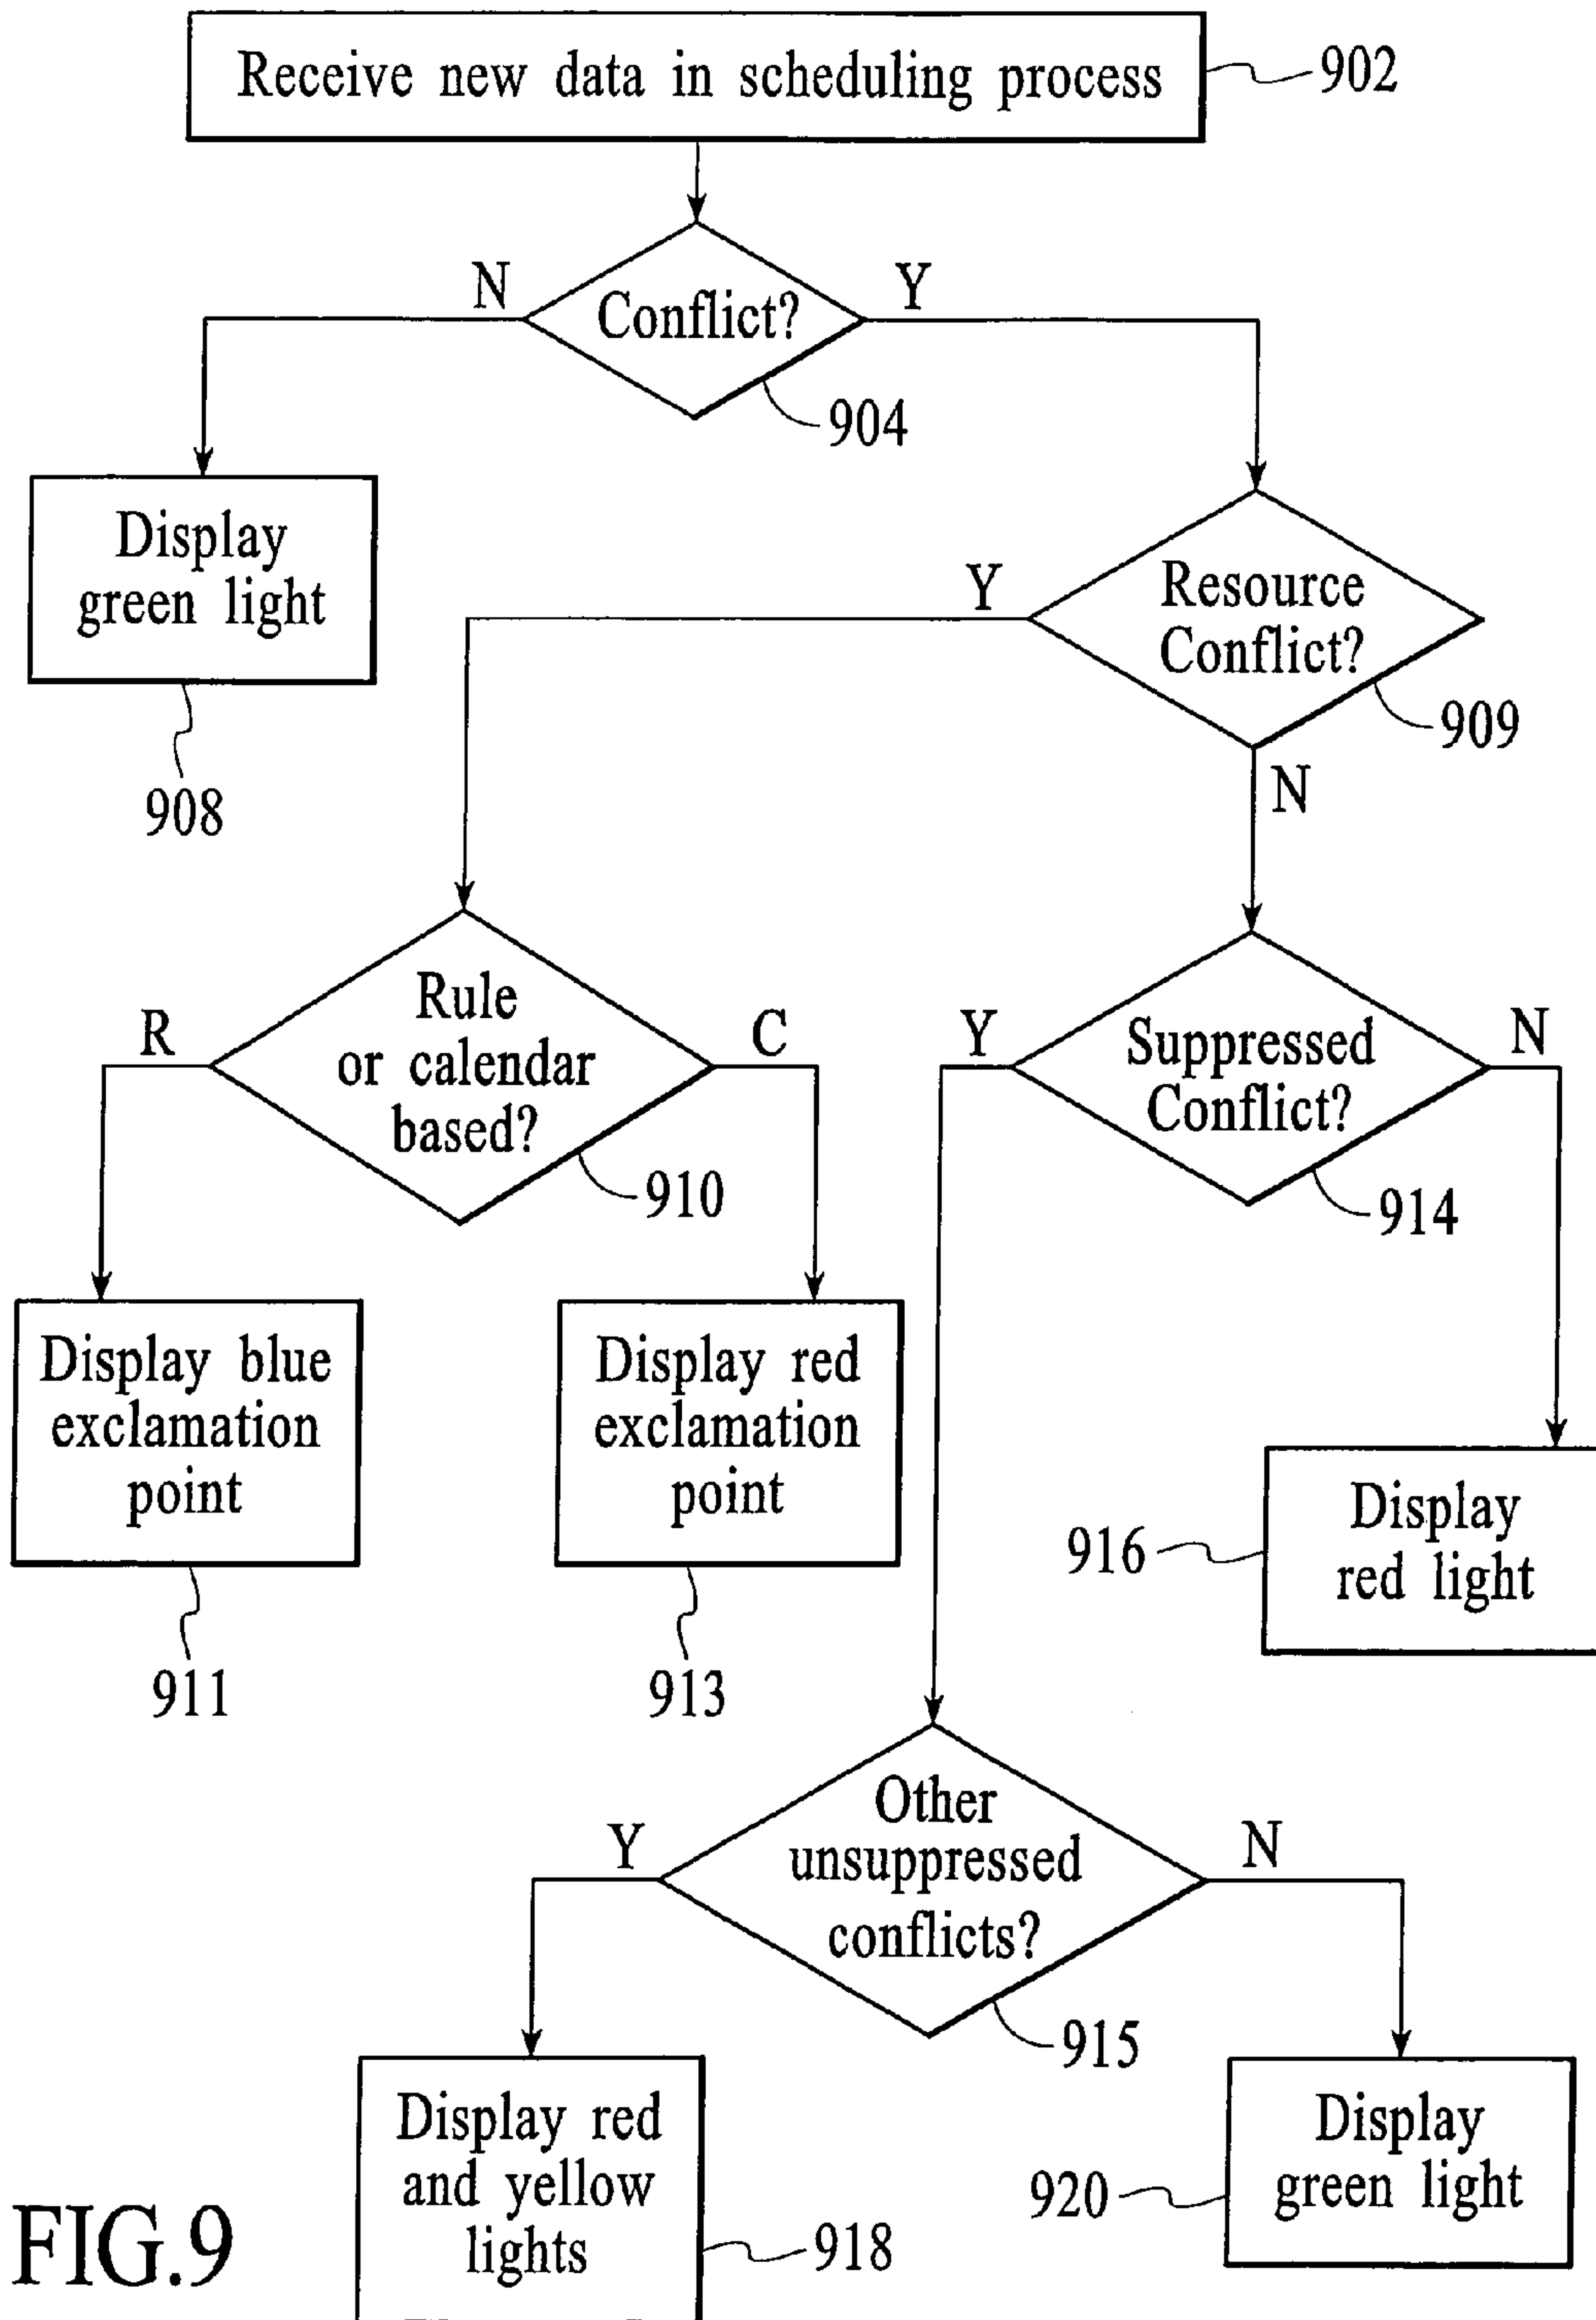 Receive new data in scheduling process
902
N
Conflict?
Y
904
Display
green light
908
Y
Resource
Conflict?
909
N
R
Rule
or calendar
based?
C
910
Y
Suppressed
Conflict?
N
914
Display blue
exclamation
point
911
Display red
exclamation
point
913
916
Display
red light
Y
Other
unsuppressed
conflicts?
N
915
Display red
and yellow
lights
918
920
Display
green light
FIG.9